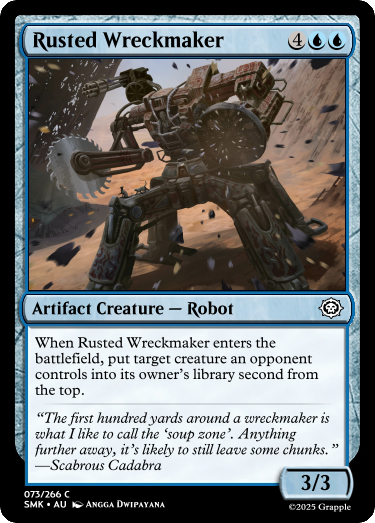 Rusted Wreckmaker 4
Artifact Creature — Robot
When Rusted Wreckmaker enters the
battlefield, put target creature an opponent
controls into its owner’s library second from
the top.
“The first hundred yards around a wreckmaker is
what I like to call the ‘soup zone’. Anything
further away, it’s likely to still leave some chunks.”
—Scabrous Cadabra
3/3
073/266 C
SMK • AU Angga Dwipayana
©2025 Grapple